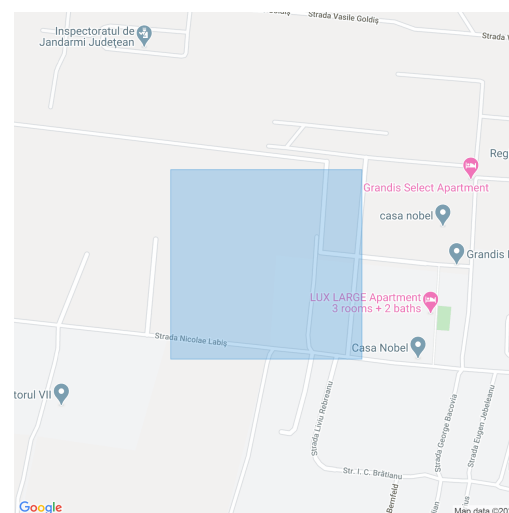 Goldiș
Strada Vasile Goldiș
Inspectoratul de
Jandarmi Județean
Strada V
Reg
Grandis Select Apartment
casa nobel
Grandis
LUX LARGE Apartment
3 rooms + 2 baths
Strada Nicolae Labiș
Casa Nobel
torul VII
Strada Liviu Rebreanu
Strada George Bacovia
Strada Eugen Jebeleanu
Str. I. C. Brătianu
Bernfeld
Google
Map data ©20